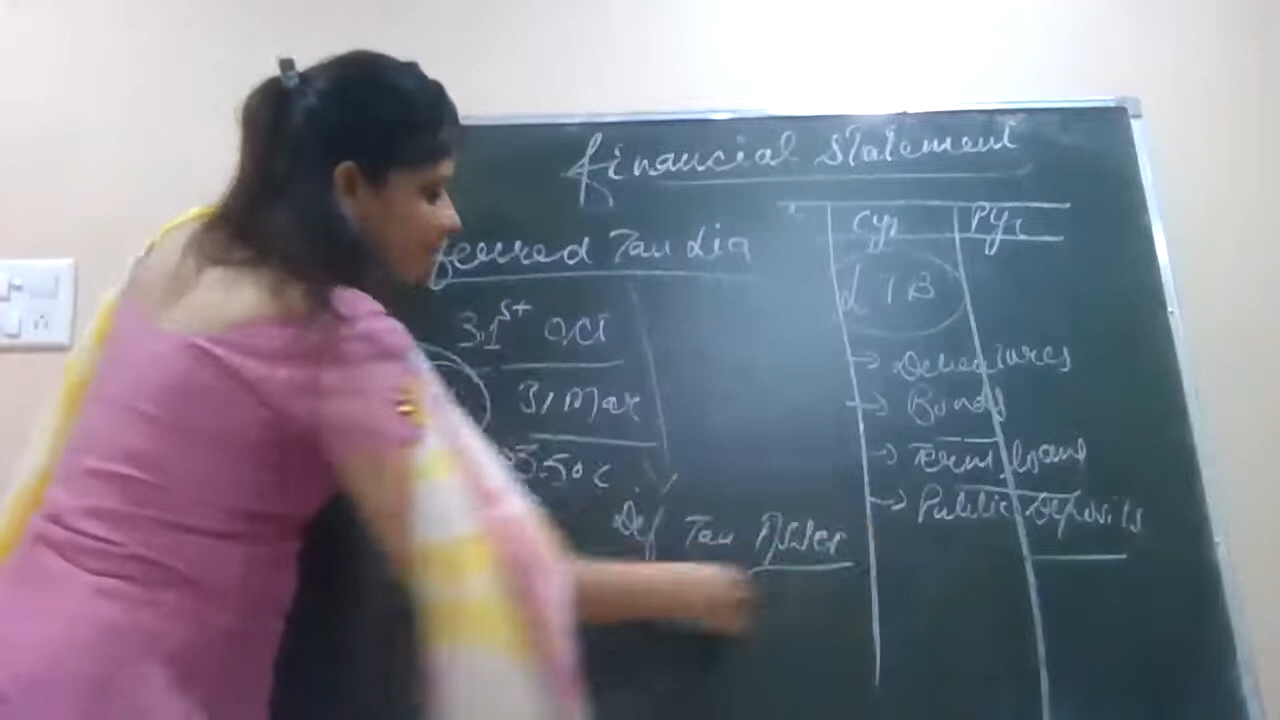 Financial Statement
Cyr Pyr
ferred Tax Lia
LTB
31st Oct
→ Debentures
31 Mar
→ Bonds
→ Term loans
→ Public Deposits
Def Tax Asset